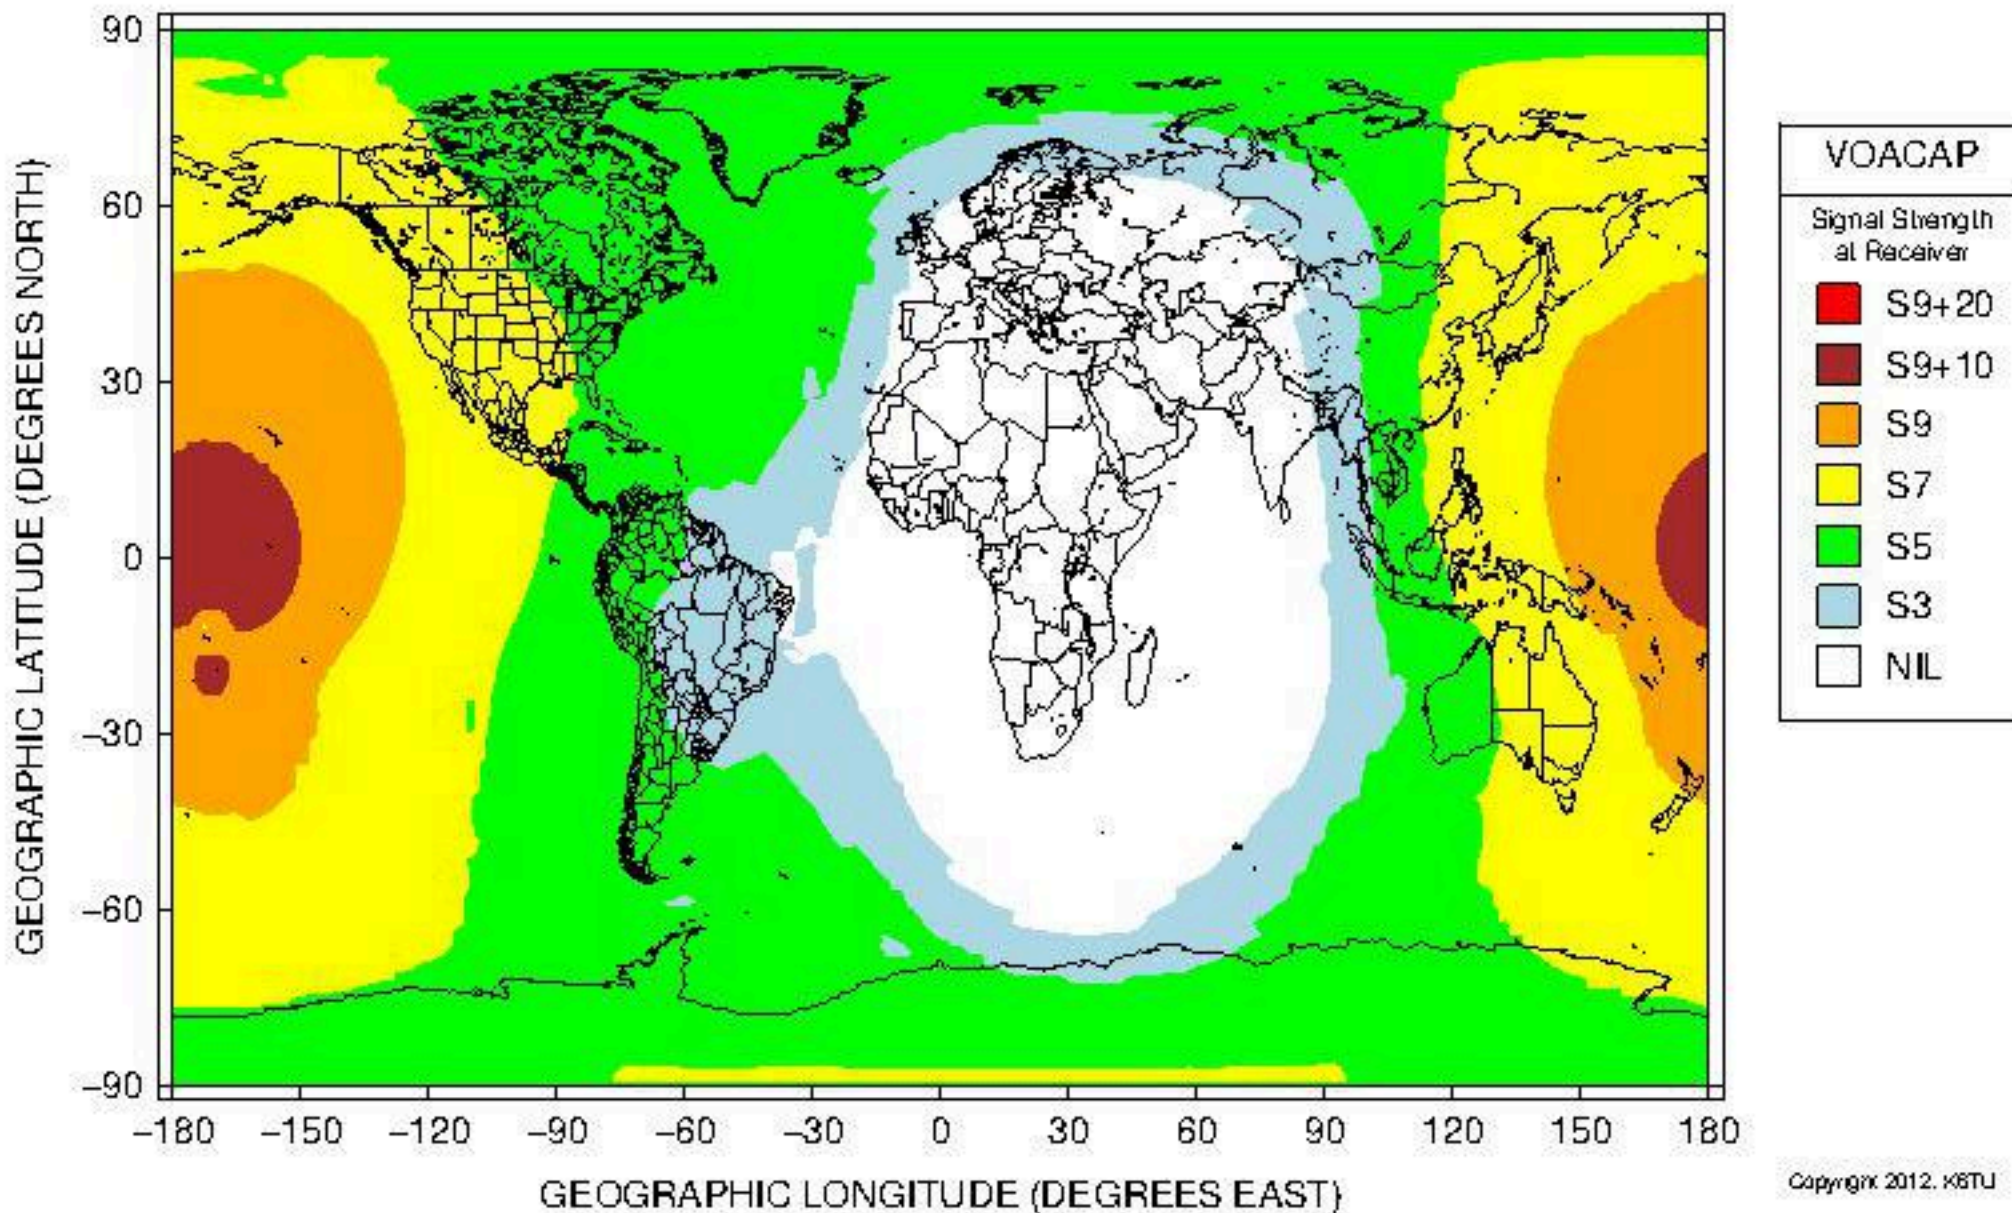 90
60
30
0
−30
−60
−90
GEOGRAPHIC LATITUDE (DEGREES NORTH)
−180 −150 −120 −90 −60 −30 0 30 60 90 120 150 180
GEOGRAPHIC LONGITUDE (DEGREES EAST)
VOACAP
Signal Strength
at Receiver
S9+20
S9+10
S9
S7
S5
S3
NIL
Copyright 2012, K6TU